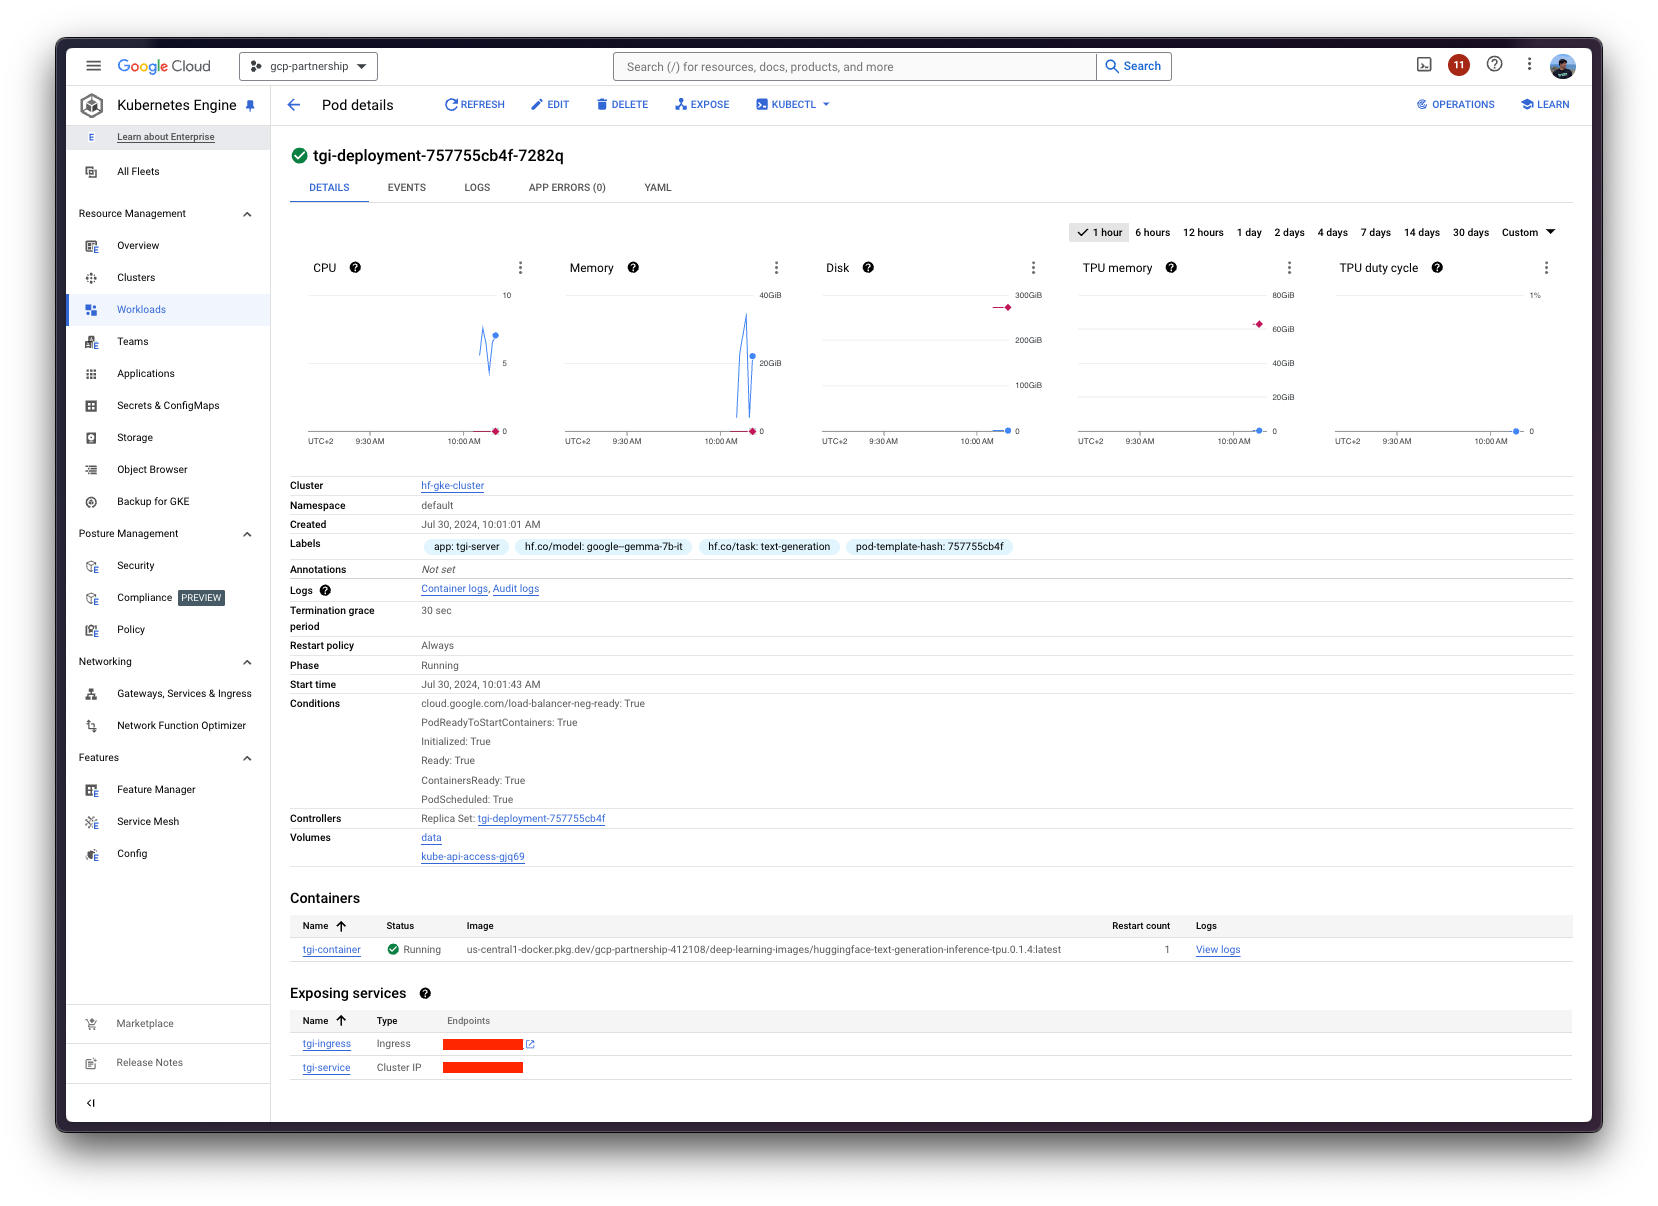 Google Cloud
gcp-partnership
Search (/) for resources, docs, products, and more
Search
11
Kubernetes Engine
Pod details
REFRESH
EDIT
DELETE
EXPOSE
KUBECTL
OPERATIONS
LEARN
E Learn about Enterprise
All Fleets
Resource Management
Overview
Clusters
Workloads
Teams
Applications
Secrets & ConfigMaps
Storage
Object Browser
Backup for GKE
Posture Management
Security
Compliance PREVIEW
Policy
Networking
Gateways, Services & Ingress
Network Function Optimizer
Features
Feature Manager
Service Mesh
Config
Marketplace
Release Notes
tgi-deployment-757755cb4f-7282q
DETAILS EVENTS LOGS APP ERRORS (0) YAML
1 hour 6 hours 12 hours 1 day 2 days 4 days 7 days 14 days 30 days Custom
CPU
10
5
0
UTC+2 9:30 AM 10:00 AM
Memory
40GiB
20GiB
0
UTC+2 9:30 AM 10:00 AM
Disk
300GiB
200GiB
100GiB
0
UTC+2 9:30 AM 10:00 AM
TPU memory
80GiB
60GiB
40GiB
20GiB
0
UTC+2 9:30 AM 10:00 AM
TPU duty cycle
1%
0
UTC+2 9:30 AM 10:00 AM
Cluster hf-gke-cluster
Namespace default
Created Jul 30, 2024, 10:01:01 AM
Labels app: tgi-server hf.co/model: google--gemma-7b-it hf.co/task: text-generation pod-template-hash: 757755cb4f
Annotations Not set
Logs Container logs, Audit logs
Termination grace period 30 sec
Restart policy Always
Phase Running
Start time Jul 30, 2024, 10:01:43 AM
Conditions cloud.google.com/load-balancer-neg-ready: True
PodReadyToStartContainers: True
Initialized: True
Ready: True
ContainersReady: True
PodScheduled: True
Controllers Replica Set: tgi-deployment-757755cb4f
Volumes data
kube-api-access-gjq69
Containers
Name Status Image Restart count Logs
tgi-container Running us-central1-docker.pkg.dev/gcp-partnership-412108/deep-learning-images/huggingface-text-generation-inference-tpu.0.1.4:latest 1 View logs
Exposing services
Name Type Endpoints
tgi-ingress Ingress
tgi-service Cluster IP